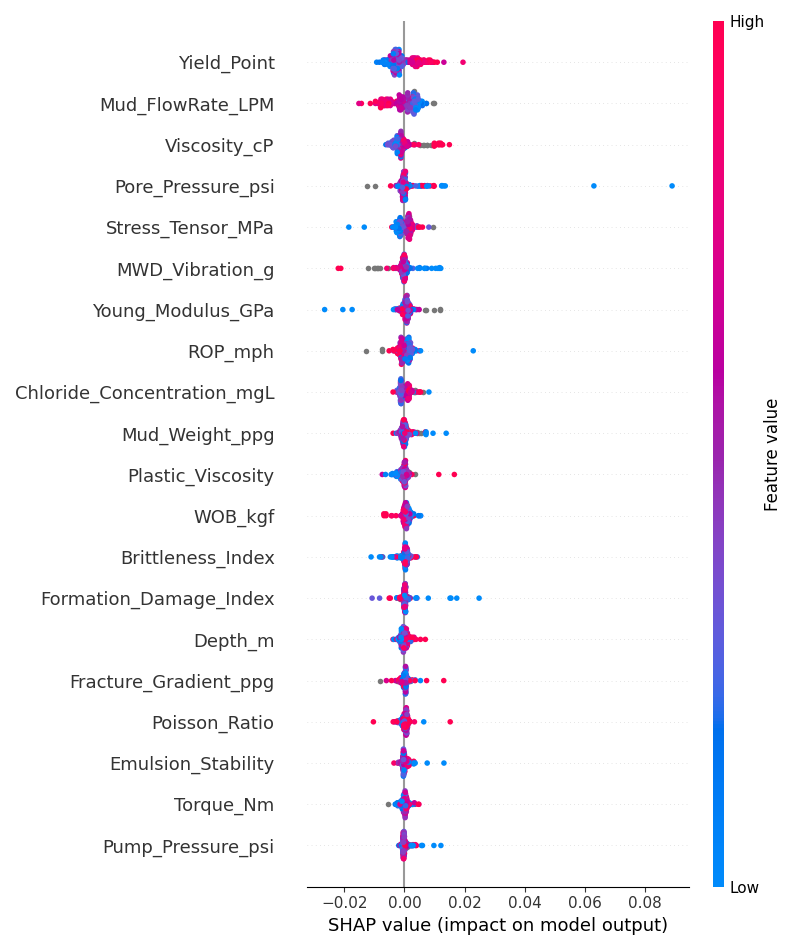 High
Yield_Point
Mud_FlowRate_LPM
Viscosity_cP
Pore_Pressure_psi
Stress_Tensor_MPa
MWD_Vibration_g
Young_Modulus_GPa
ROP_mph
Chloride_Concentration_mgL
Mud_Weight_ppg
Plastic_Viscosity
WOB_kgf
Brittleness_Index
Formation_Damage_Index
Depth_m
Fracture_Gradient_ppg
Poisson_Ratio
Emulsion_Stability
Torque_Nm
Pump_Pressure_psi
Feature value
Low
−0.02 0.00 0.02 0.04 0.06 0.08
SHAP value (impact on model output)